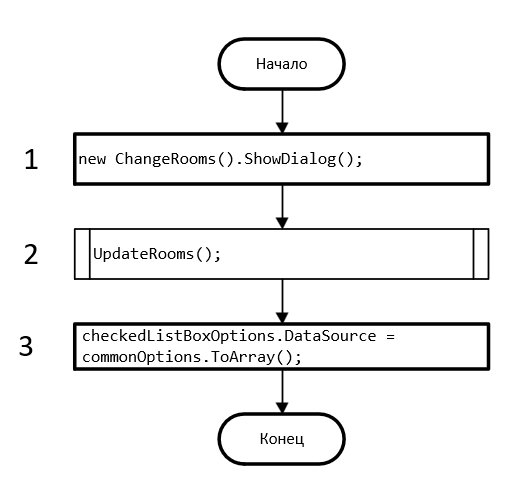 Начало
1
new ChangeRooms().ShowDialog();
2
UpdateRooms();
3
checkedListBoxOptions.DataSource =
commonOptions.ToArray();
Конец